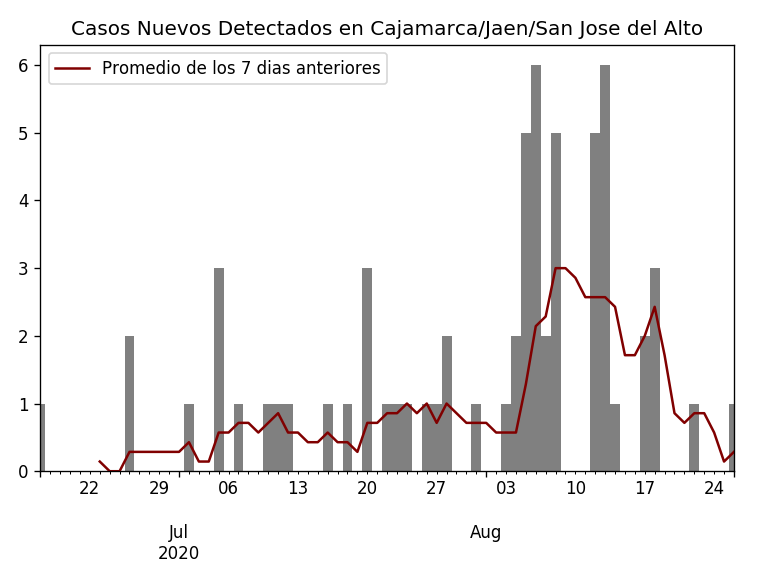 Casos Nuevos Detectados en Cajamarca/Jaen/San Jose del Alto
Promedio de los 7 dias anteriores
6
5
4
3
2
1
0
22 29 06 13 20 27 03 10 17 24
Jul Aug
2020